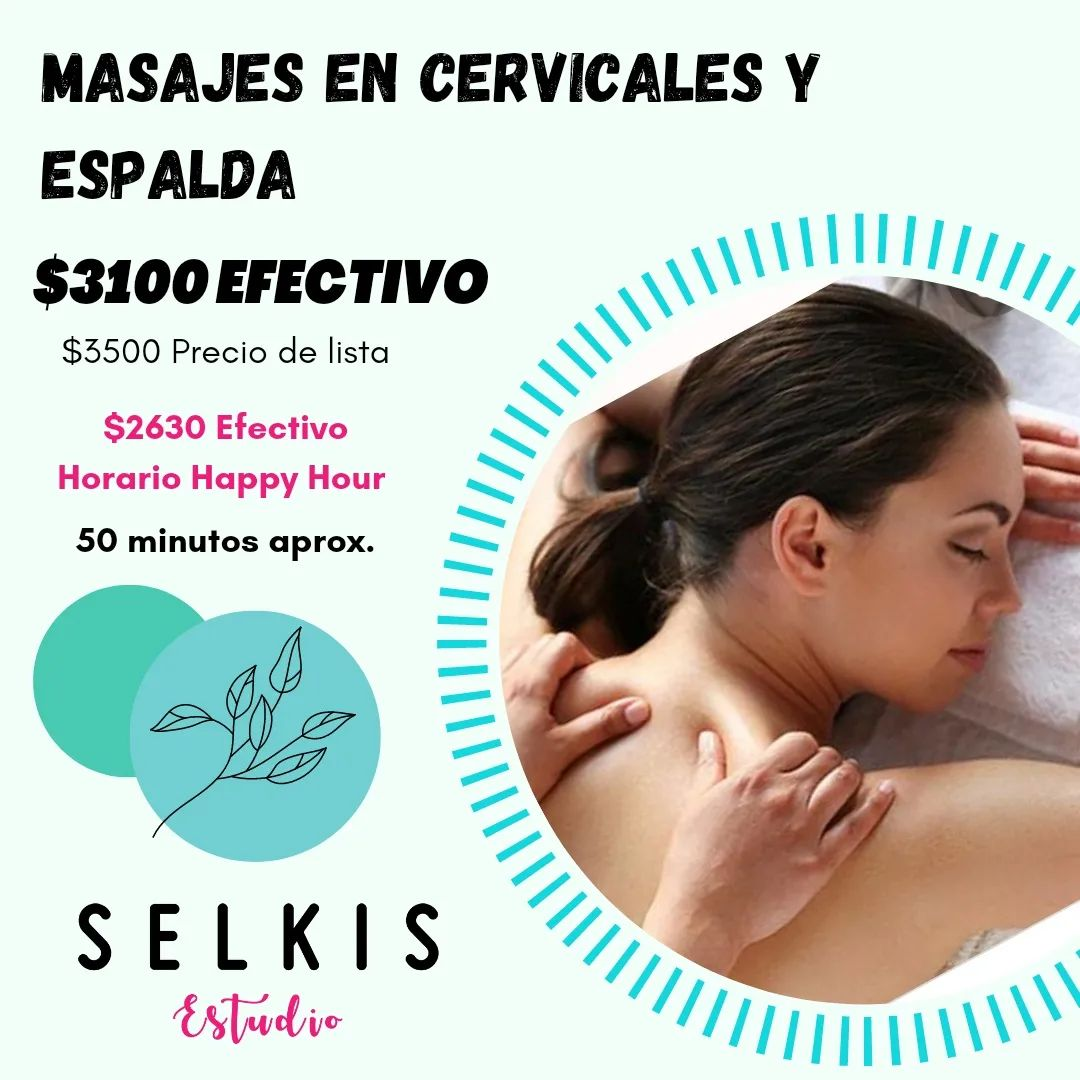 MASAJES EN CERVICALES Y
ESPALDA
$3100 EFECTIVO
$3500 Precio de lista
$2630 Efectivo
Horario Happy Hour
50 minutos aprox.
SELKIS
Estudio